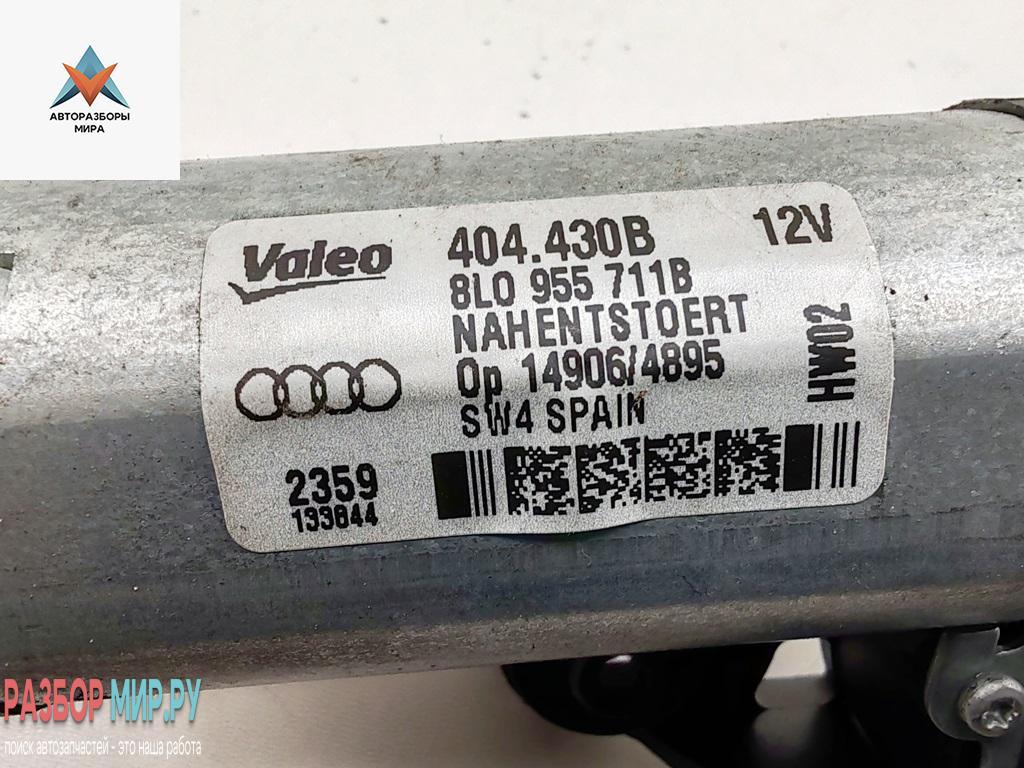 АВТОРАЗБОРЫ
МИРА
Valeo
404.430B
12V
8L0 955 711B
NAHENTSTOERT
Op 14906/4895
SW4 SPAIN
HW02
2359
133844
РАЗБОР МИР.РУ
поиск автозапчастей - это наша работа